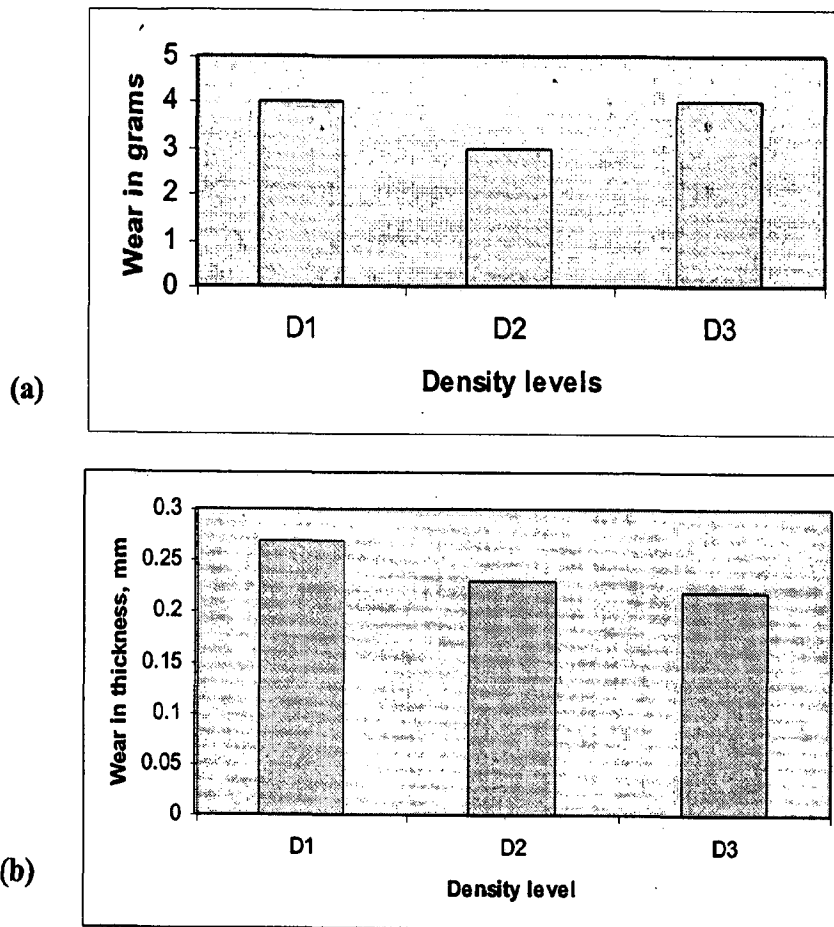 5
4
3
2
1
0
Wear in grams
D1 D2 D3
Density levels
(a)
0.3
0.25
0.2
0.15
0.1
0.05
0
Wear in thickness, mm
D1 D2 D3
Density level
(b)